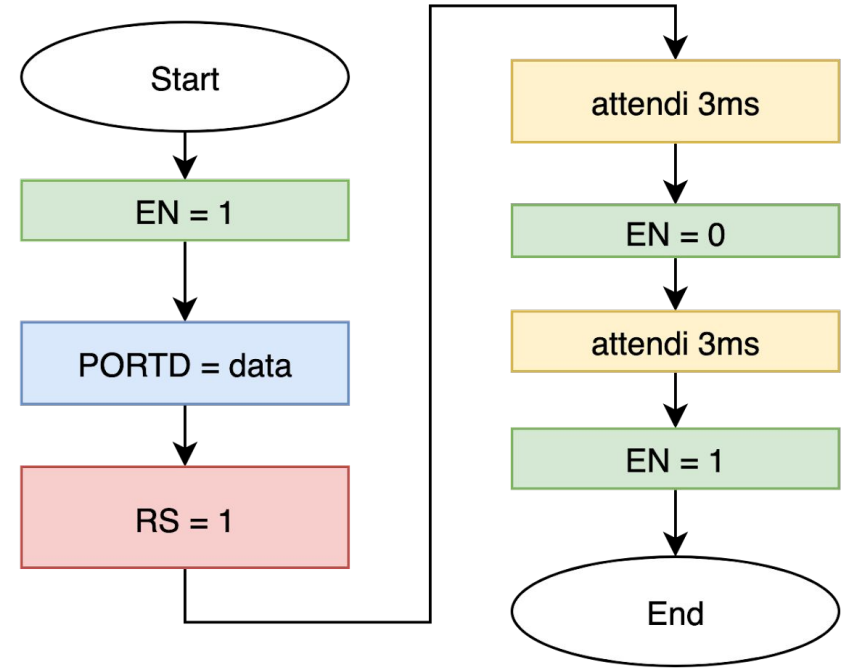 Start
EN = 1
PORTD = data
RS = 1
attendi 3ms
EN = 0
attendi 3ms
EN = 1
End